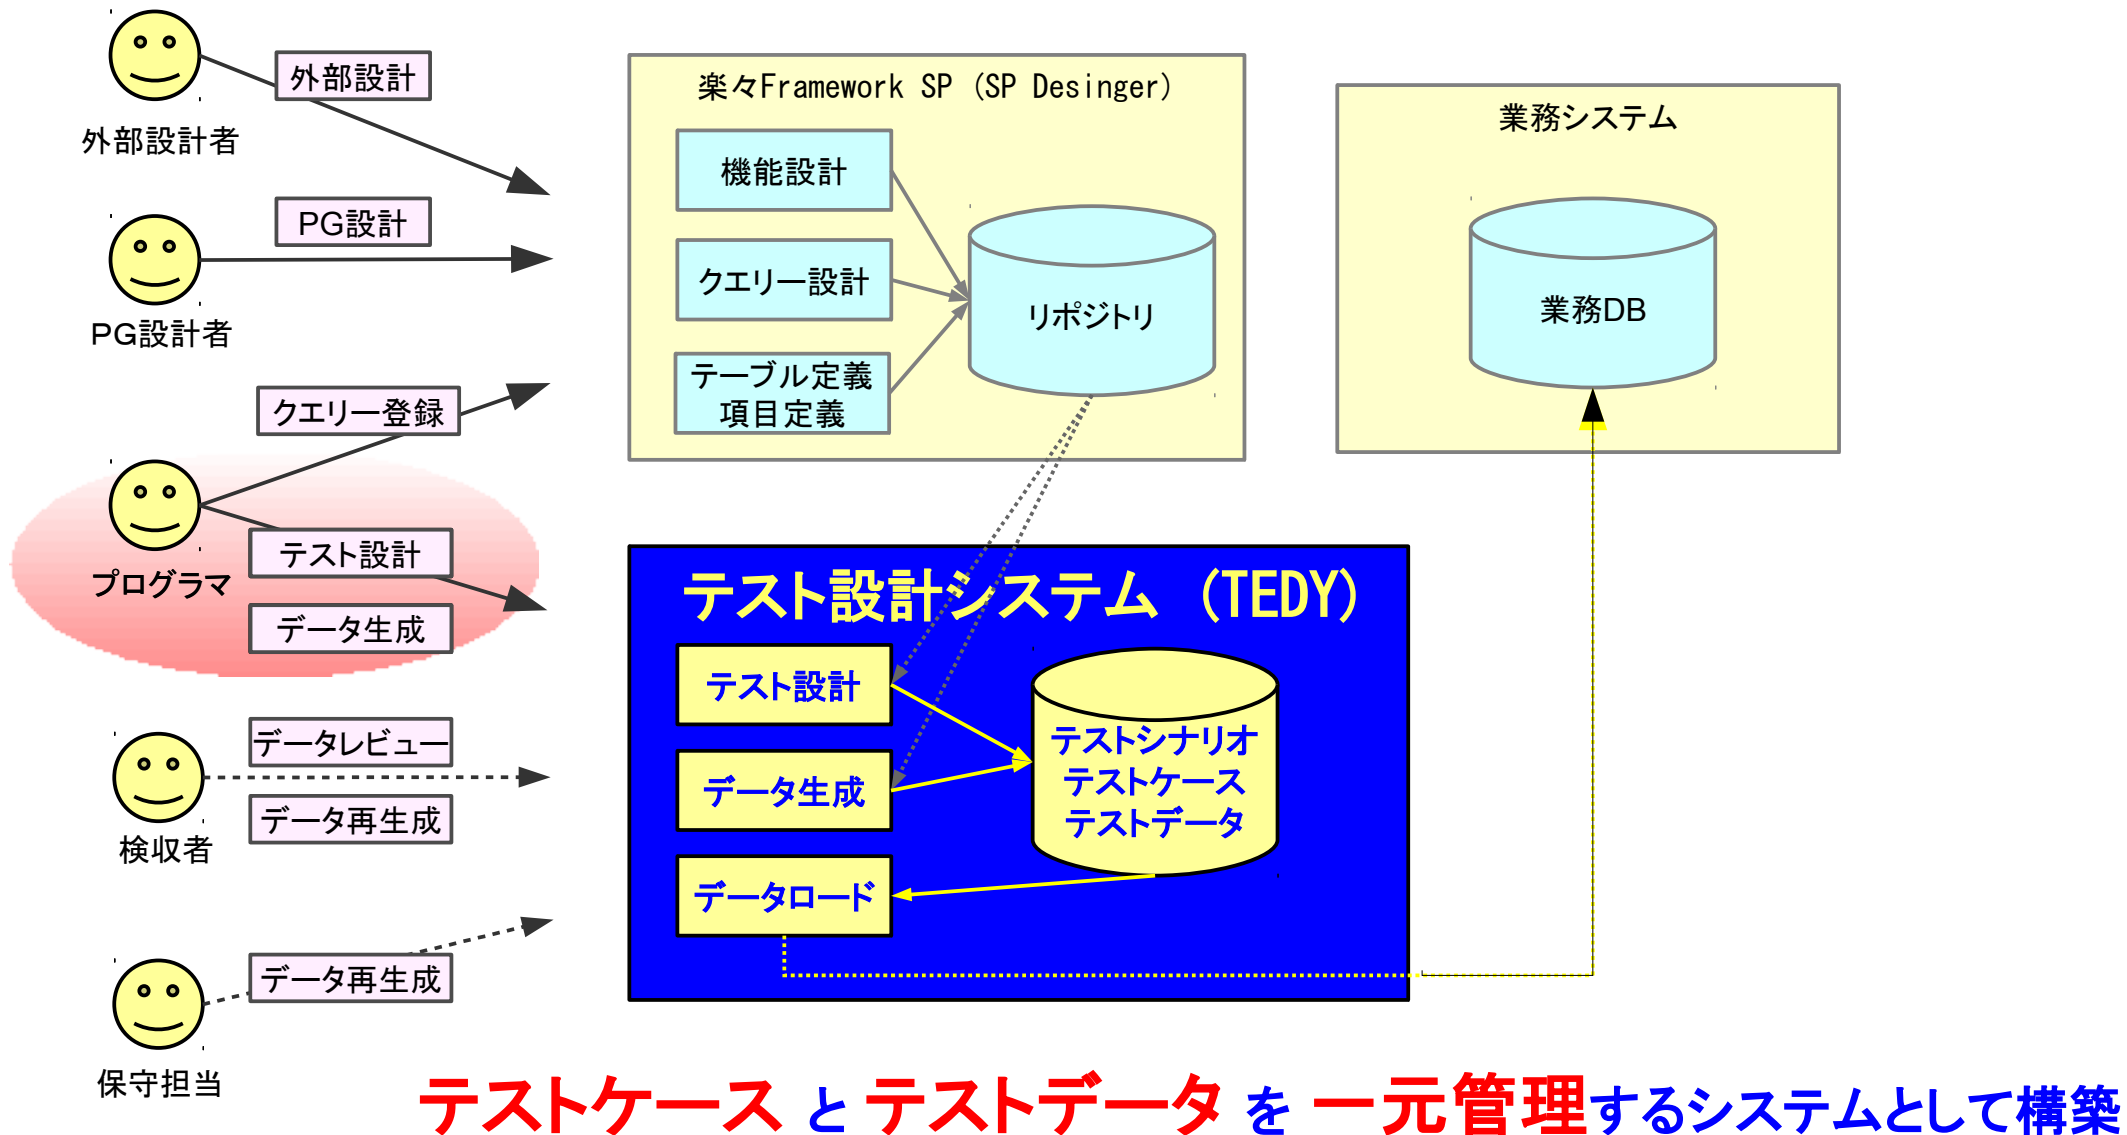 外部設計
外部設計者
PG設計
PG設計者
クエリー登録
テスト設計
プログラマ
データ生成
データレビュー
データ再生成
検収者
データ再生成
保守担当
楽々Framework SP (SP Desinger)
機能設計
クエリー設計
テーブル定義
項目定義
リポジトリ
業務システム
業務DB
テスト設計システム (TEDY)
テスト設計
データ生成
データロード
テストシナリオ
テストケース
テストデータ
テストケース と テストデータ を 一元管理するシステムとして構築